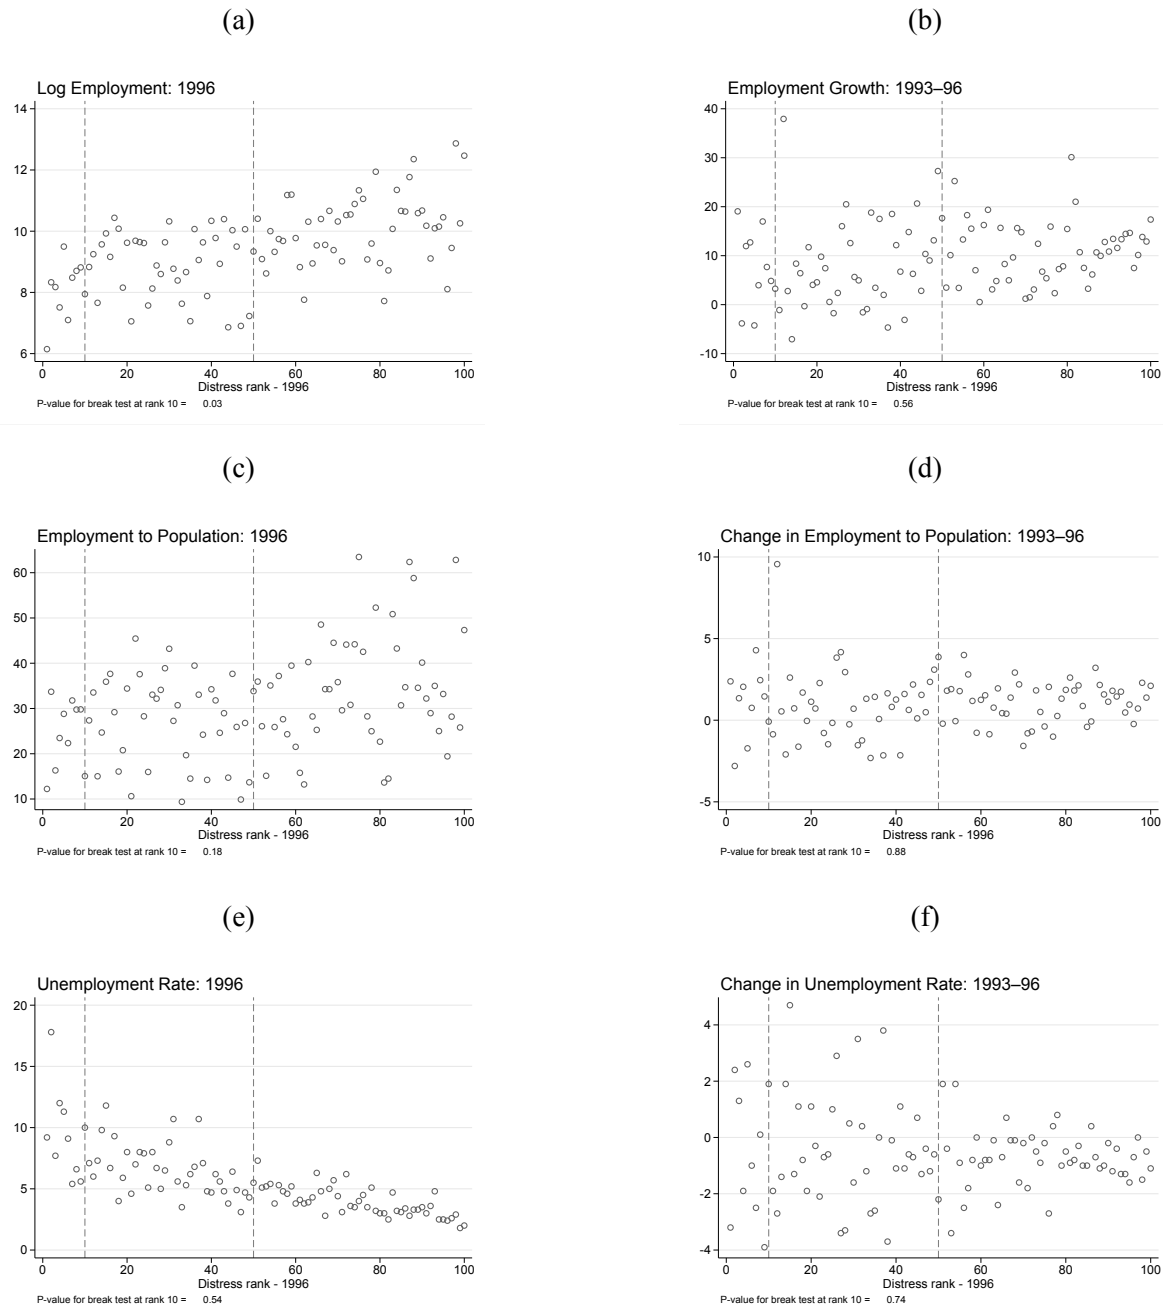 (a)
(b)
Log Employment: 1996
14
12
10
8
6
0 20 40 60 80 100
Distress rank - 1996
P-value for break test at rank 10 = 0.03
Employment Growth: 1993–96
40
30
20
10
0
-10
0 20 40 60 80 100
Distress rank - 1996
P-value for break test at rank 10 = 0.56
(c)
(d)
Employment to Population: 1996
60
50
40
30
20
10
0 20 40 60 80 100
Distress rank - 1996
P-value for break test at rank 10 = 0.18
Change in Employment to Population: 1993–96
10
5
0
-5
0 20 40 60 80 100
Distress rank - 1996
P-value for break test at rank 10 = 0.88
(e)
(f)
Unemployment Rate: 1996
20
15
10
5
0
0 20 40 60 80 100
Distress rank - 1996
P-value for break test at rank 10 = 0.54
Change in Unemployment Rate: 1993–96
4
2
0
-2
-4
0 20 40 60 80 100
Distress rank - 1996
P-value for break test at rank 10 = 0.74